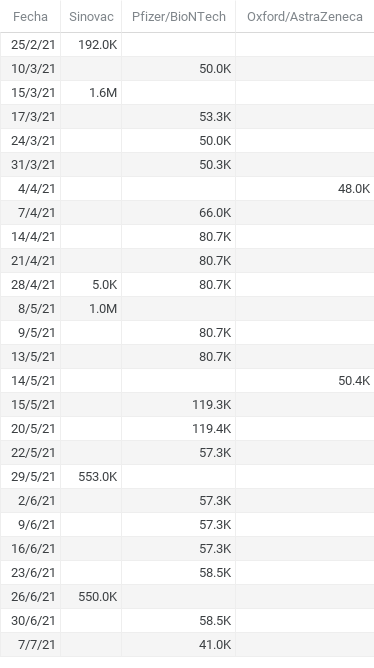 Fecha Sinovac Pfizer/BioNTech Oxford/AstraZeneca
25/2/21 192.0K
10/3/21 50.0K
15/3/21 1.6M
17/3/21 53.3K
24/3/21 50.0K
31/3/21 50.3K
4/4/21 48.0K
7/4/21 66.0K
14/4/21 80.7K
21/4/21 80.7K
28/4/21 5.0K 80.7K
8/5/21 1.0M
9/5/21 80.7K
13/5/21 80.7K
14/5/21 50.4K
15/5/21 119.3K
20/5/21 119.4K
22/5/21 57.3K
29/5/21 553.0K
2/6/21 57.3K
9/6/21 57.3K
16/6/21 57.3K
23/6/21 58.5K
26/6/21 550.0K
30/6/21 58.5K
7/7/21 41.0K